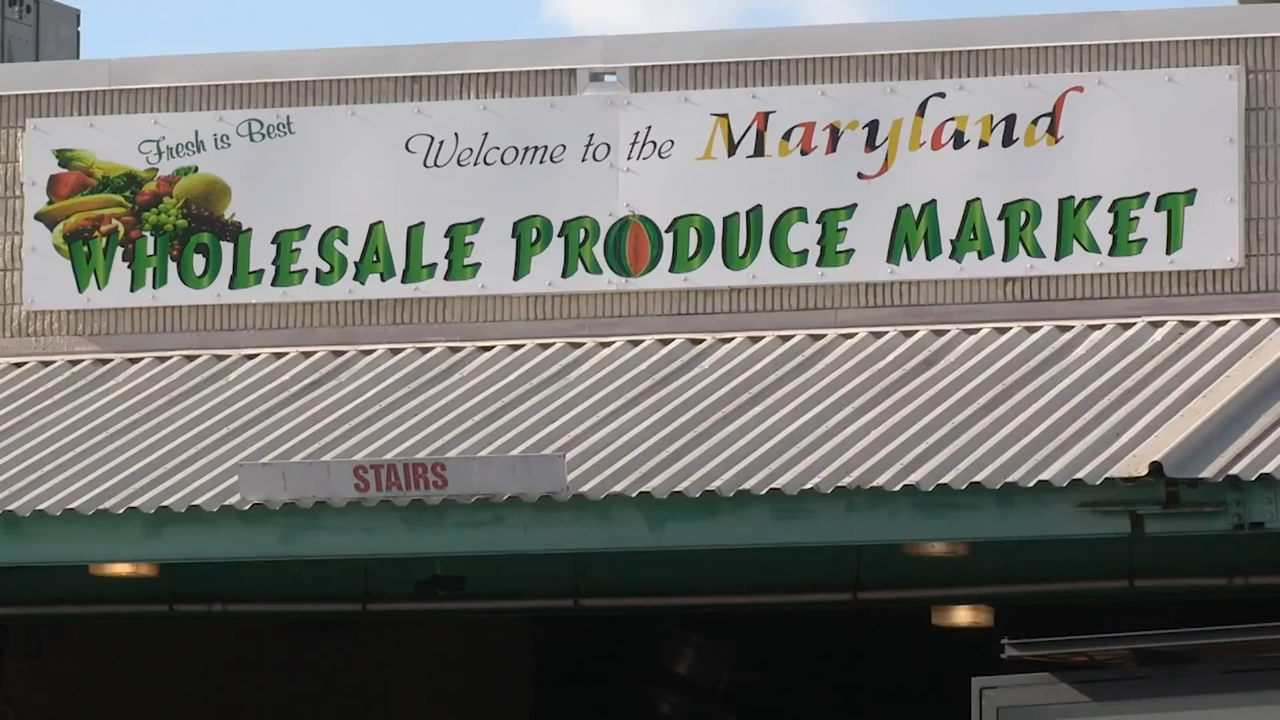 Fresh is Best
Welcome to the Maryland
WHOLESALE PRODUCE MARKET
STAIRS